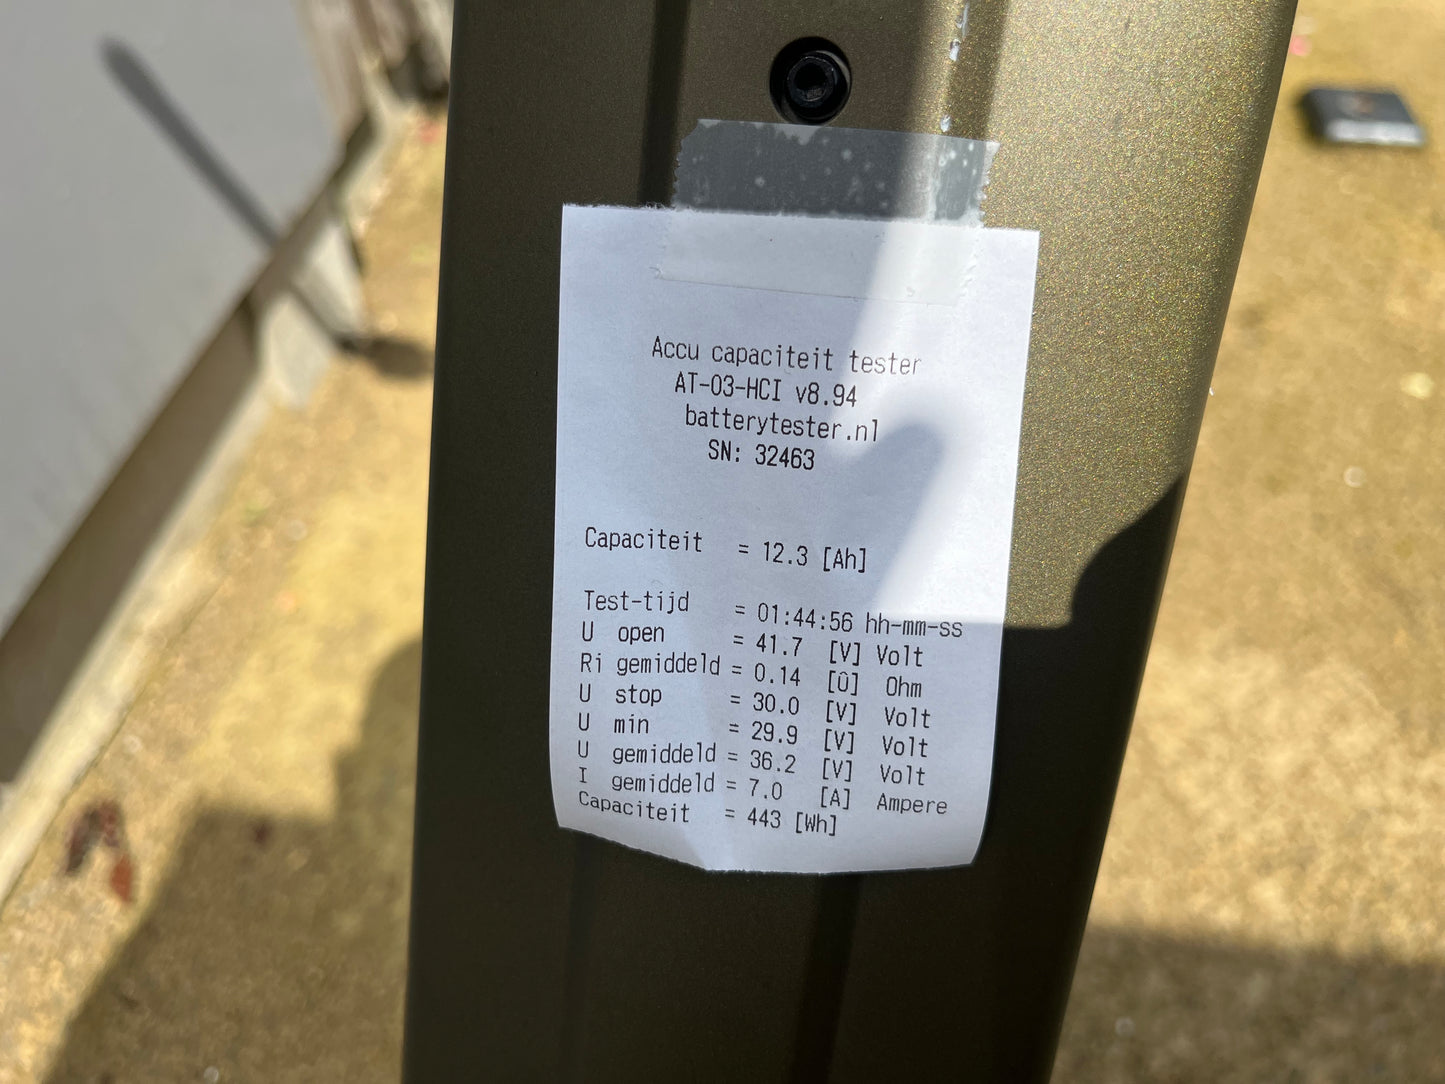 Accu capaciteit tester
AT-03-HCI v8.94
batterytester.nl
SN: 32463
Capaciteit = 12.3 [Ah]
Test-tijd = 01:44:56 hh-mm-ss
U open = 41.7 [V] Volt
Ri gemiddeld = 0.14 [Ö] Ohm
U stop = 30.0 [V] Volt
U min = 29.9 [V] Volt
U gemiddeld = 36.2 [V] Volt
I gemiddeld = 7.0 [A] Ampere
Capaciteit = 443 [Wh]